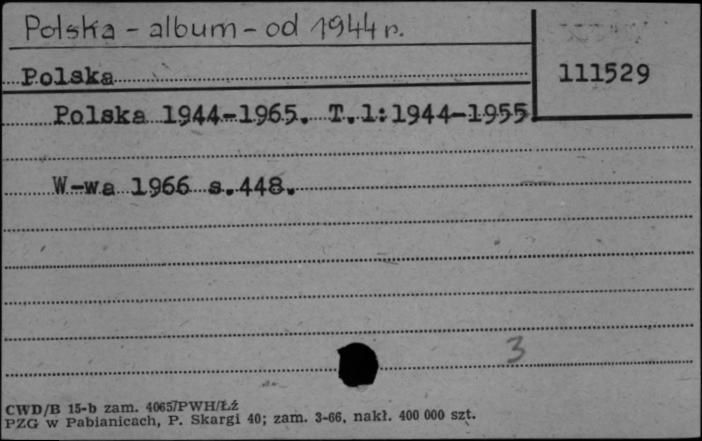 Polska - album - od 1944 r.
Polska
111529
Polska 1944-1965. T.1:1944-1955
W-wa 1966 s.448.
3
CWD/B 15-b zam. 4065/PWH/Łź
PZG w Pabianicach, P. Skargi 40; zam. 3-66, nakł. 400 000 szt.